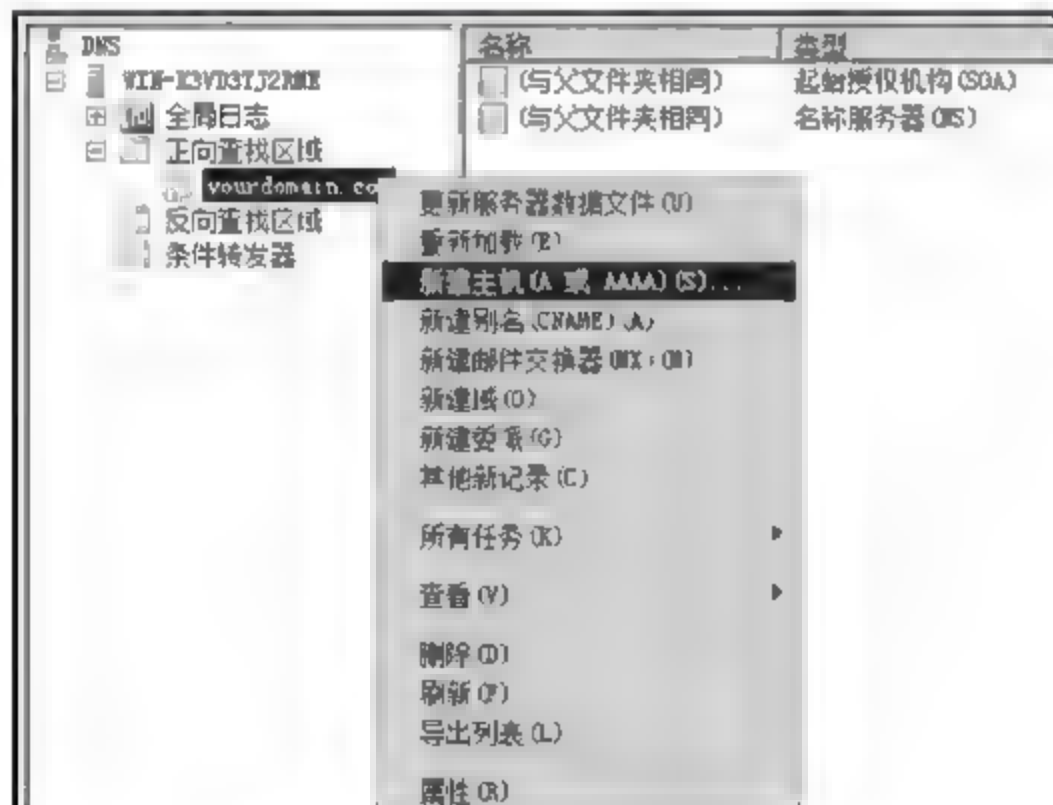 DNS
名称
类型
WIN-K3VD3TJ2RME
(与父文件夹相同)
起始授权机构(SOA)
全局日志
(与父文件夹相同)
名称服务器(NS)
正向查找区域
yourdomain.co
反向查找区域
条件转发器
更新服务器数据文件(U)
重新加载(E)
新建主机(A 或 AAAA)(S)...
新建别名(CNAME)(A)
新建邮件交换器(MX)(M)
新建域(O)
新建委派(G)
其他新记录(C)
所有任务(K)
查看(V)
删除(D)
刷新(F)
导出列表(L)
属性(R)